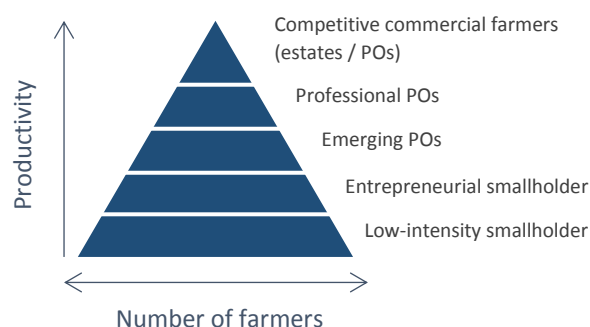 Competitive commercial farmers
(estates / POs)
Professional POs
Emerging POs
Entrepreneurial smallholder
Low-intensity smallholder
Productivity
Number of farmers